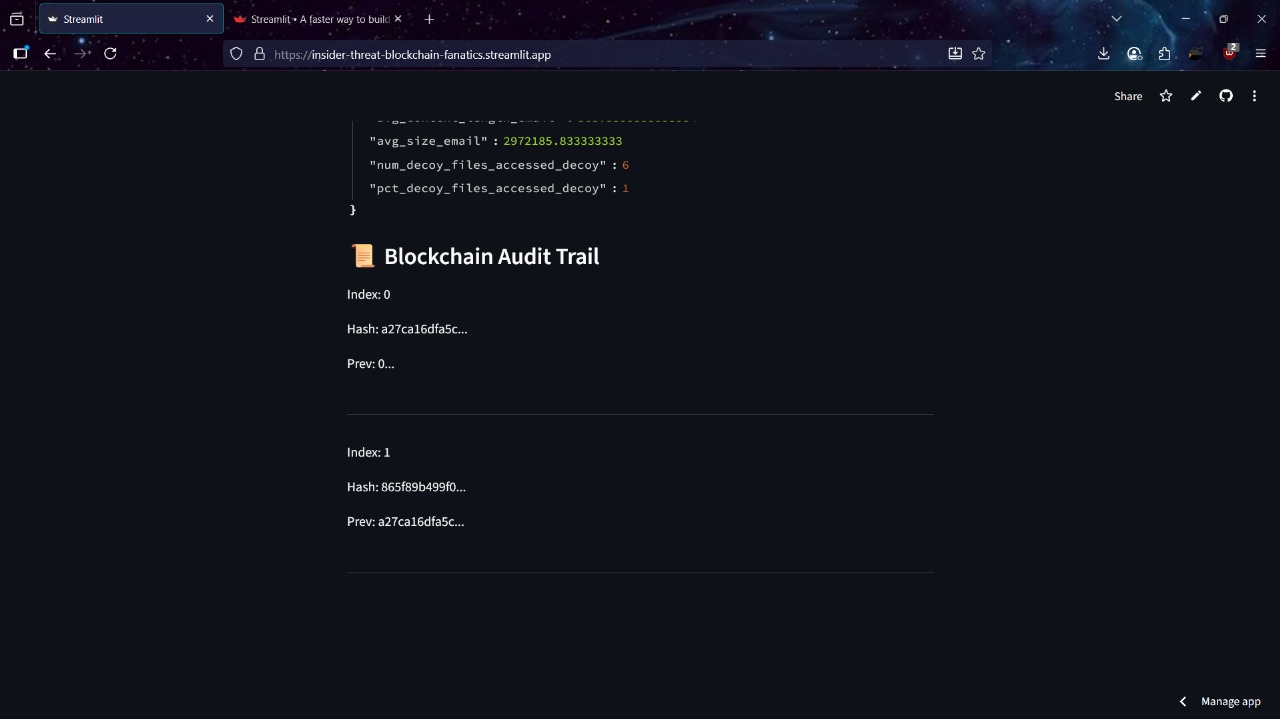 Streamlit
Streamlit • A faster way to build
https://insider-threat-blockchain-fanatics.streamlit.app
2
Share
"avg_size_email" : 2972185.833333333
"num_decoy_files_accessed_decoy" : 6
"pct_decoy_files_accessed_decoy" : 1
}
📜 Blockchain Audit Trail
Index: 0
Hash: a27ca16dfa5c...
Prev: 0...
Index: 1
Hash: 865f89b499f0...
Prev: a27ca16dfa5c...
Manage app